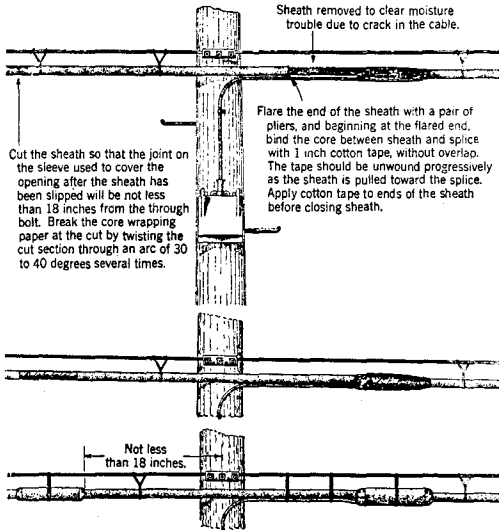 Sheath removed to clear moisture
trouble due to crack in the cable.
Flare the end of the sheath with a pair of
pliers, and beginning at the flared end,
bind the core between sheath and splice
with 1 inch cotton tape, without overlap.
The tape should be unwound progressively
as the sheath is pulled toward the splice.
Apply cotton tape to ends of the sheath
before closing sheath.
Cut the sheath so that the joint on
the sleeve used to cover the
opening after the sheath has
been slipped will be not less
than 18 inches from the through
bolt. Break the core wrapping
paper at the cut by twisting the
cut section through an arc of 30
to 40 degrees several times.
Not less
than 18 inches.